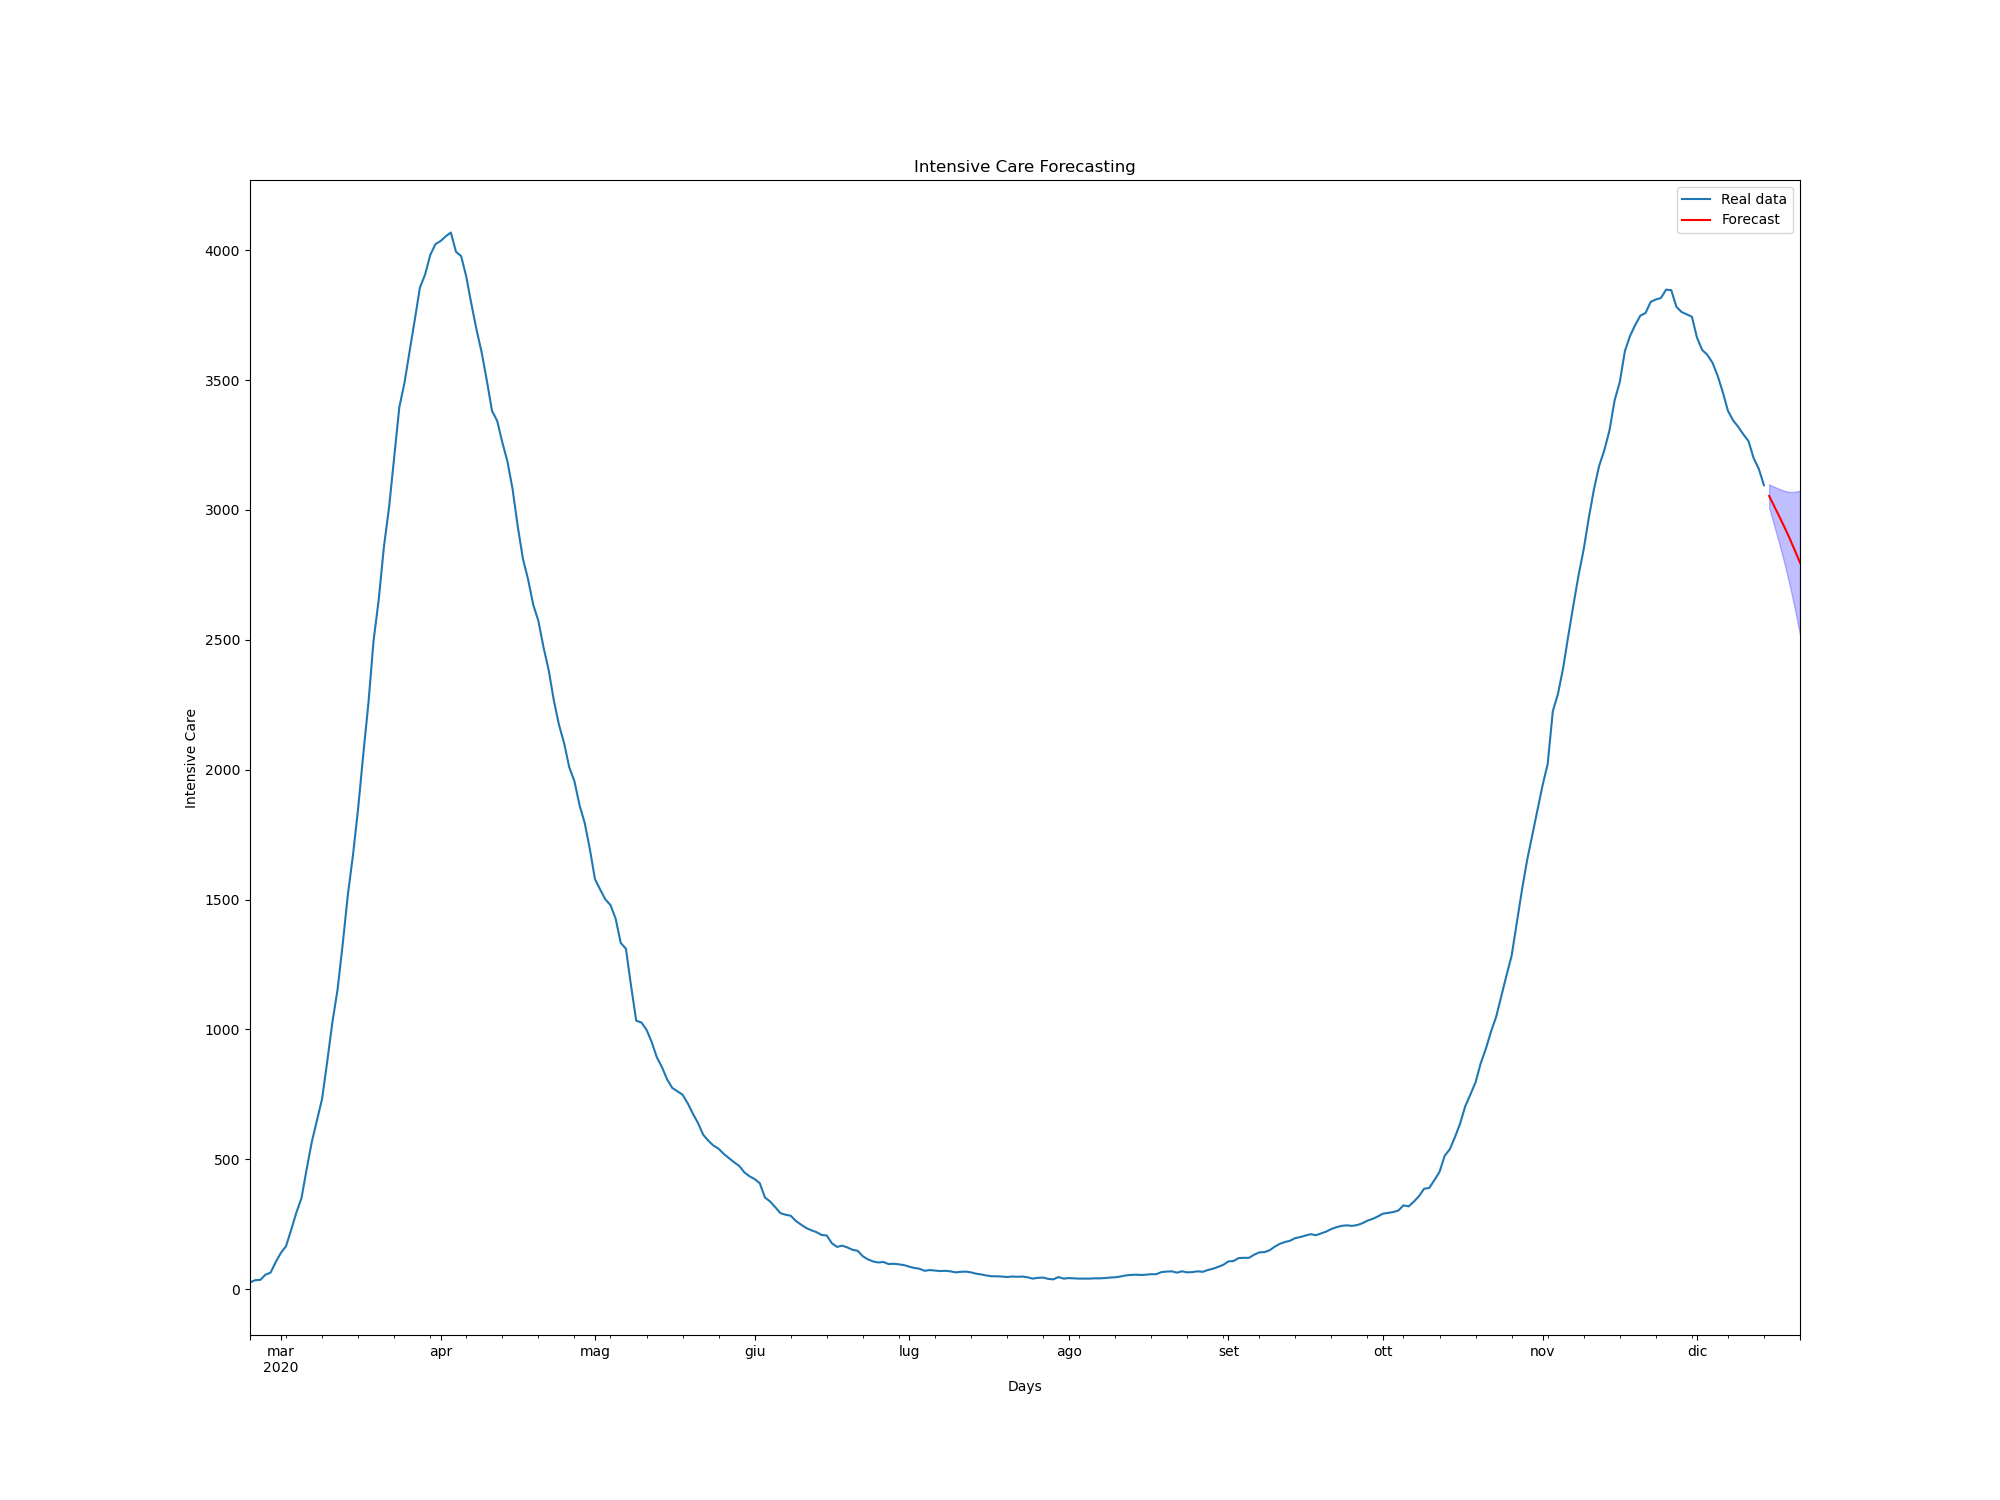 Intensive Care Forecasting
Real data
Forecast
4000
3500
3000
2500
2000
1500
1000
500
0
Intensive Care
mar apr mag giu lug ago set ott nov dic
2020
Days